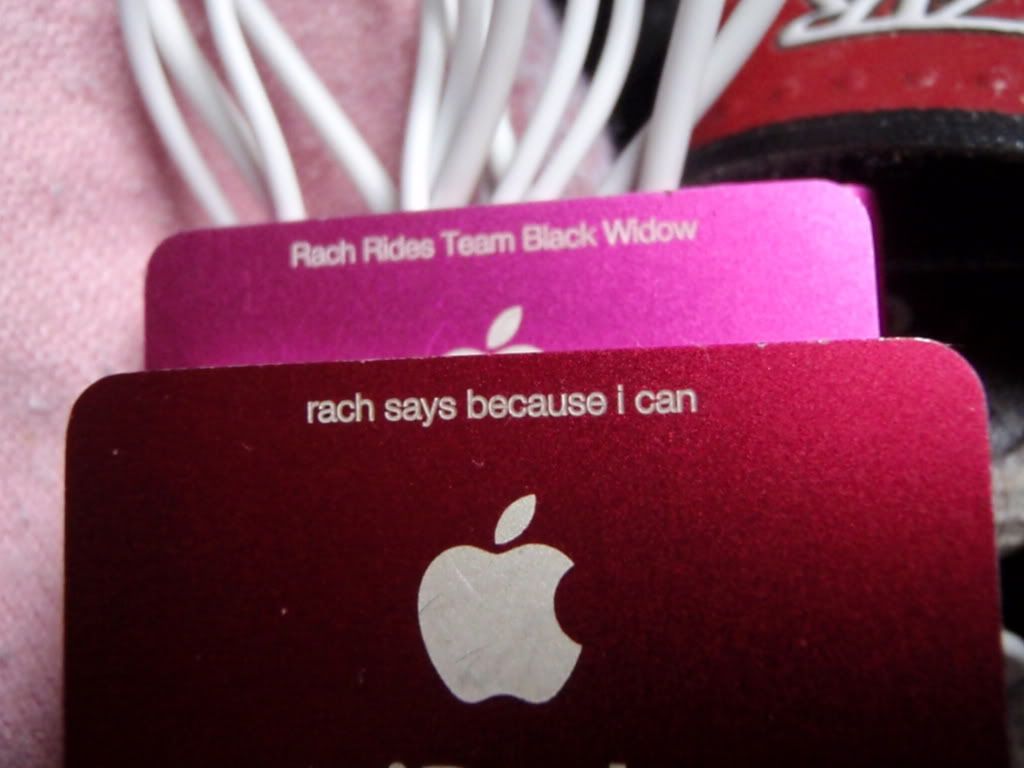 Rach Rides Team Black Widow
rach says because i can